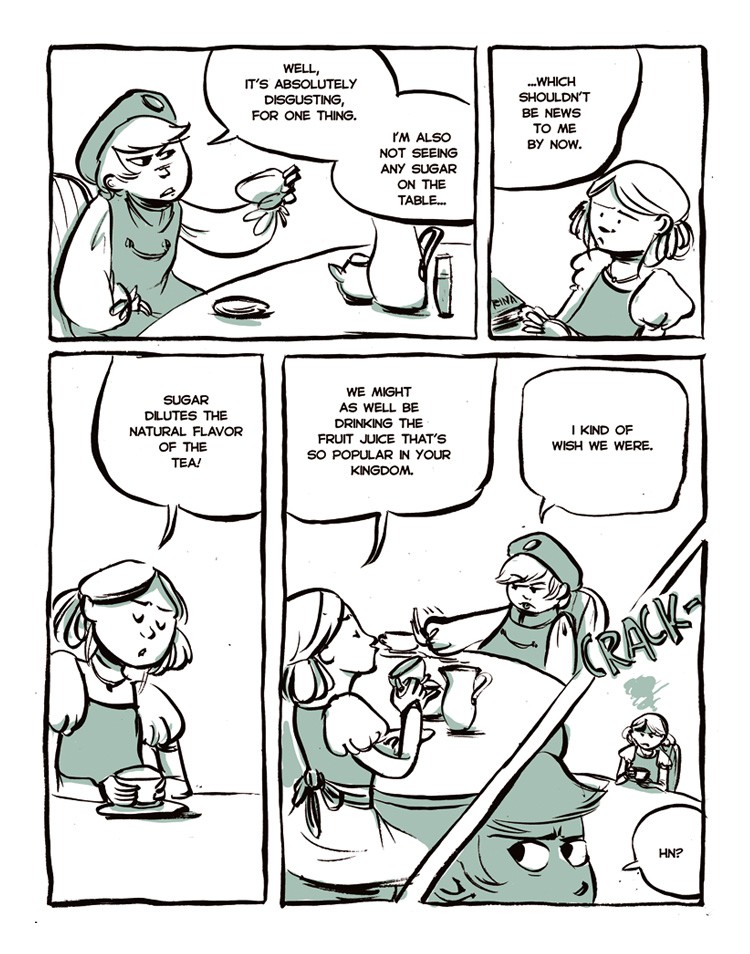 WELL,
IT'S ABSOLUTELY
DISGUSTING,
FOR ONE THING.
I'M ALSO
NOT SEEING
ANY SUGAR
ON THE
TABLE...
...WHICH
SHOULDN'T
BE NEWS
TO ME
BY NOW.
SUGAR
DILUTES THE
NATURAL FLAVOR
OF THE
TEA!
WE MIGHT
AS WELL BE
DRINKING THE
FRUIT JUICE THAT'S
SO POPULAR IN YOUR
KINGDOM.
I KIND OF
WISH WE WERE.
CRACK-
HN?